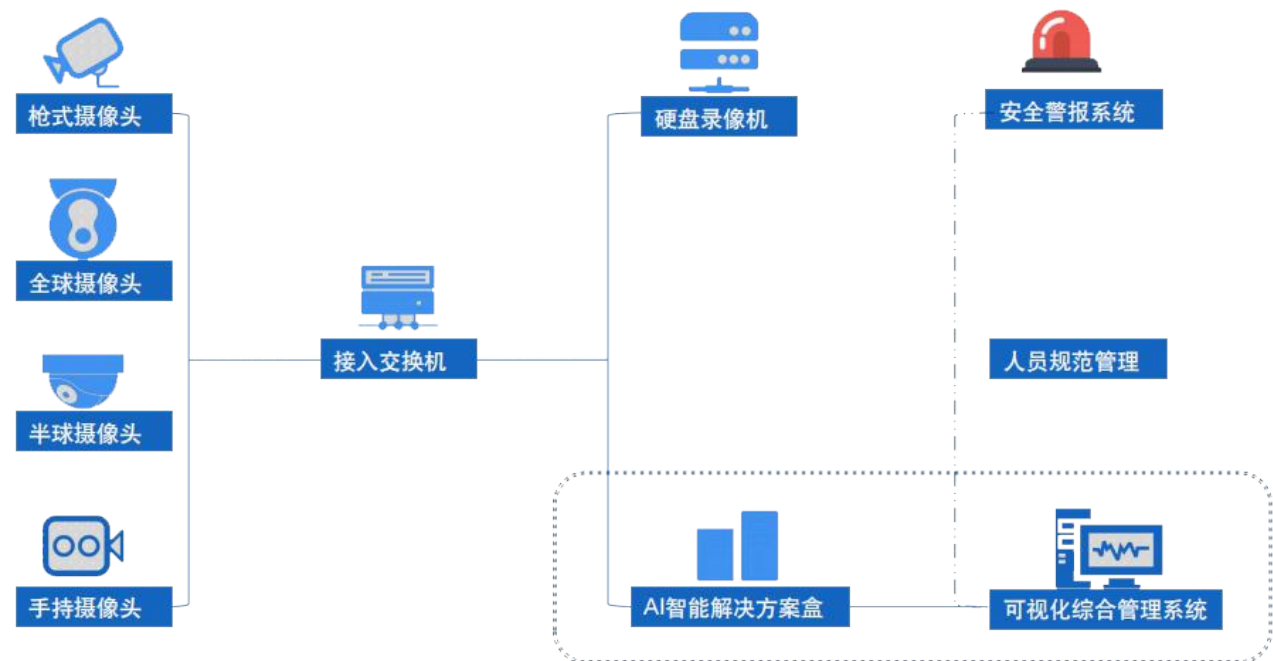 枪式摄像头
硬盘录像机
安全警报系统
全球摄像头
接入交换机
人员规范管理
半球摄像头
手持摄像头
AI智能解决方案盒
可视化综合管理系统